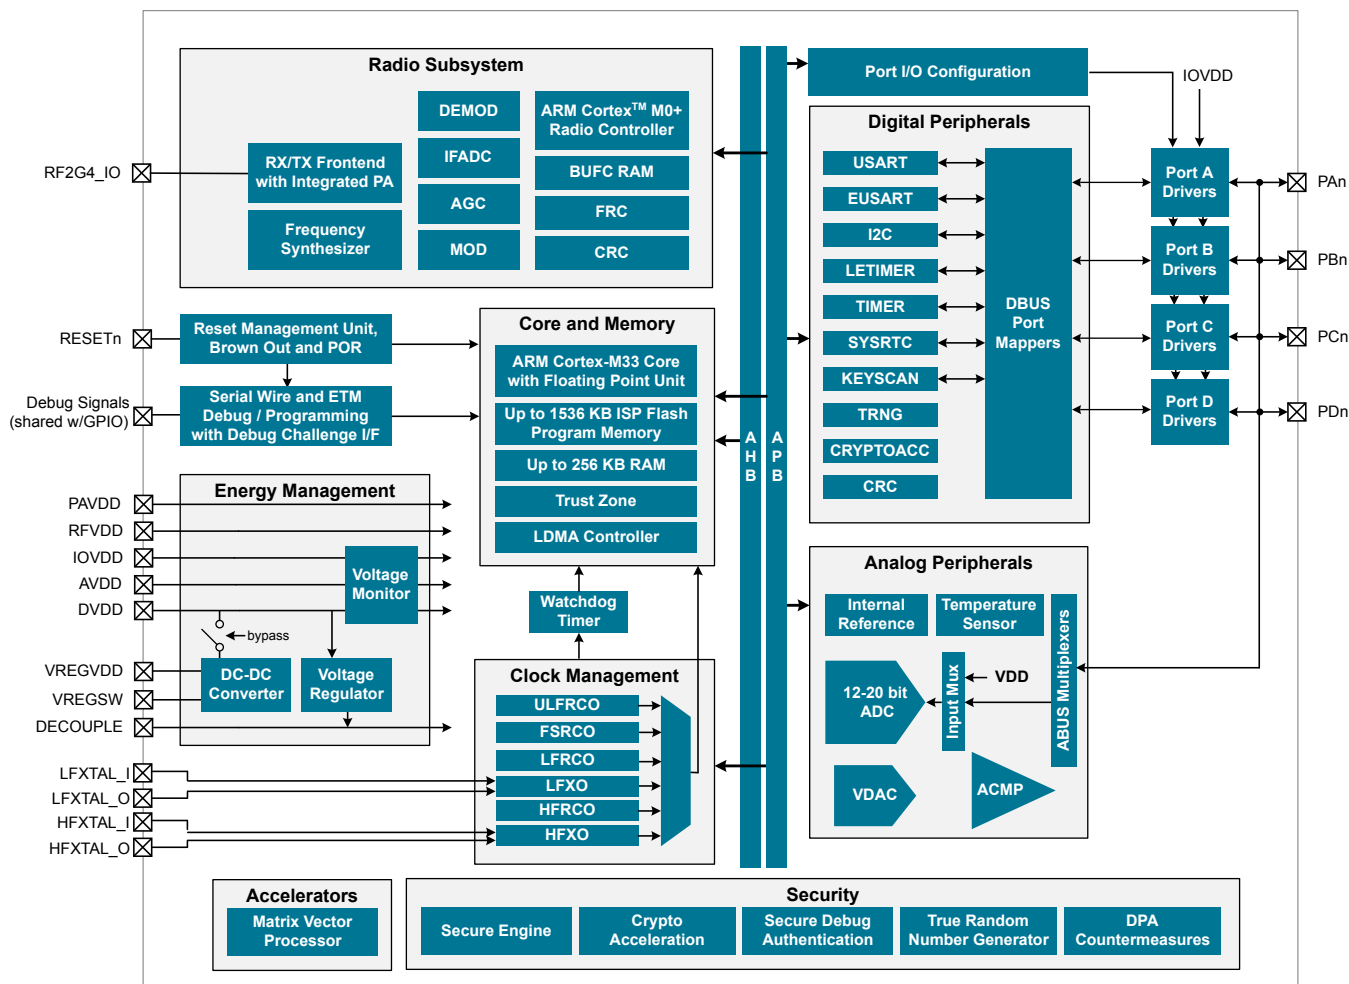 Radio Subsystem
RF2G4_IO
RX/TX Frontend
with Integrated PA
Frequency
Synthesizer
DEMOD
IFADC
AGC
MOD
ARM Cortex™ M0+
Radio Controller
BUFC RAM
FRC
CRC
RESETn
Reset Management Unit,
Brown Out and POR
Debug Signals
(shared w/GPIO)
Serial Wire and ETM
Debug / Programming
with Debug Challenge I/F
Core and Memory
ARM Cortex-M33 Core
with Floating Point Unit
Up to 1536 KB ISP Flash
Program Memory
Up to 256 KB RAM
Trust Zone
LDMA Controller
Energy Management
PAVDD
RFVDD
IOVDD
AVDD
DVDD
VREGVDD
VREGSW
DECOUPLE
Voltage
Monitor
bypass
DC-DC
Converter
Voltage
Regulator
Watchdog
Timer
Clock Management
ULFRCO
FSRCO
LFRCO
LFXO
HFRCO
HFXO
LFXTAL_I
LFXTAL_O
HFXTAL_I
HFXTAL_O
AHB
APB
Port I/O Configuration
IOVDD
Digital Peripherals
USART
EUSART
I2C
LETIMER
TIMER
SYSRTC
KEYSCAN
TRNG
CRYPTOACC
CRC
DBUS
Port
Mappers
Port A
Drivers
Port B
Drivers
Port C
Drivers
Port D
Drivers
PAn
PBn
PCn
PDn
Analog Peripherals
Internal
Reference
Temperature
Sensor
12-20 bit
ADC
Input Mux
VDD
ABUS Multiplexers
VDAC
ACMP
Accelerators
Matrix Vector
Processor
Security
Secure Engine
Crypto
Acceleration
Secure Debug
Authentication
True Random
Number Generator
DPA
Countermeasures